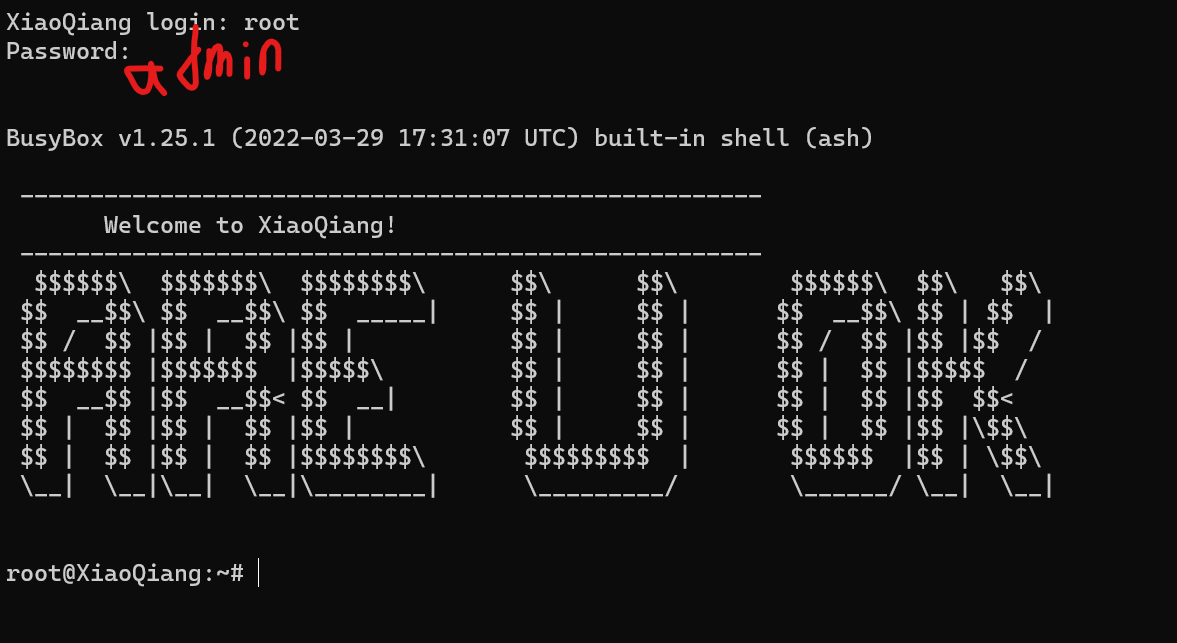 XiaoQiang login: root
Password:
admin
BusyBox v1.25.1 (2022-03-29 17:31:07 UTC) built-in shell (ash)
-----------------------------------------------------
Welcome to XiaoQiang!
-----------------------------------------------------
 $$$$$$\  $$$$$$$\  $$$$$$$$\      $$\      $$\        $$$$$$\  $$\   $$\
$$  __$$\ $$  __$$\ $$  _____|     $$ |     $$ |      $$  __$$\ $$ | $$  |
$$ /  $$ |$$ |  $$ |$$ |           $$ |     $$ |      $$ /  $$ |$$ |$$  /
$$$$$$$$ |$$$$$$$  |$$$$$\         $$ |     $$ |      $$ |  $$ |$$$$$  /
$$  __$$ |$$  __$$< $$  __|        $$ |     $$ |      $$ |  $$ |$$  $$<
$$ |  $$ |$$ |  $$ |$$ |           $$ |     $$ |      $$ |  $$ |$$ |\$$\
$$ |  $$ |$$ |  $$ |$$$$$$$$\       $$$$$$$$$  |       $$$$$$  |$$ | \$$\
\__|  \__|\__|  \__|\________|      \_________/        \______/ \__|  \__|
root@XiaoQiang:~#